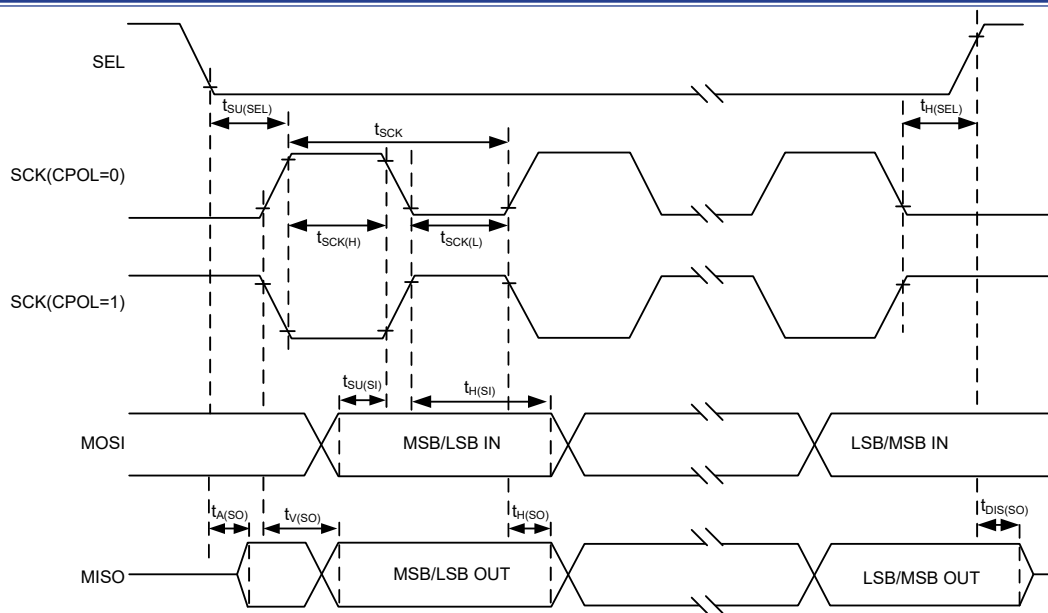 SEL
tSU(SEL)
tH(SEL)
tSCK
SCK(CPOL=0)
tSCK(H)
tSCK(L)
SCK(CPOL=1)
tSU(SI)
tH(SI)
MOSI
MSB/LSB IN
LSB/MSB IN
tA(SO)
tV(SO)
tH(SO)
tDIS(SO)
MISO
MSB/LSB OUT
LSB/MSB OUT